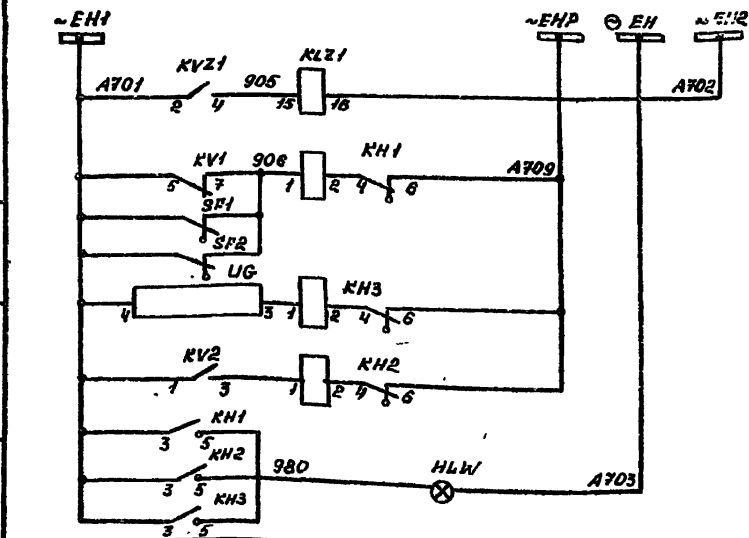 ~EH1 ~EHP EH ~EH2
KVZ1 KLZ1
A701 905 A702
2 4 15 16
KV1 906 KH1 A709
5 7 1 2 4 6
SF1
SF2
UG KH3
4 3 1 2 4 6
KV2 KH2
1 3 1 2 4 6
KH1
3 5
KH2 980 HLW A703
3 5
KH3
3 5